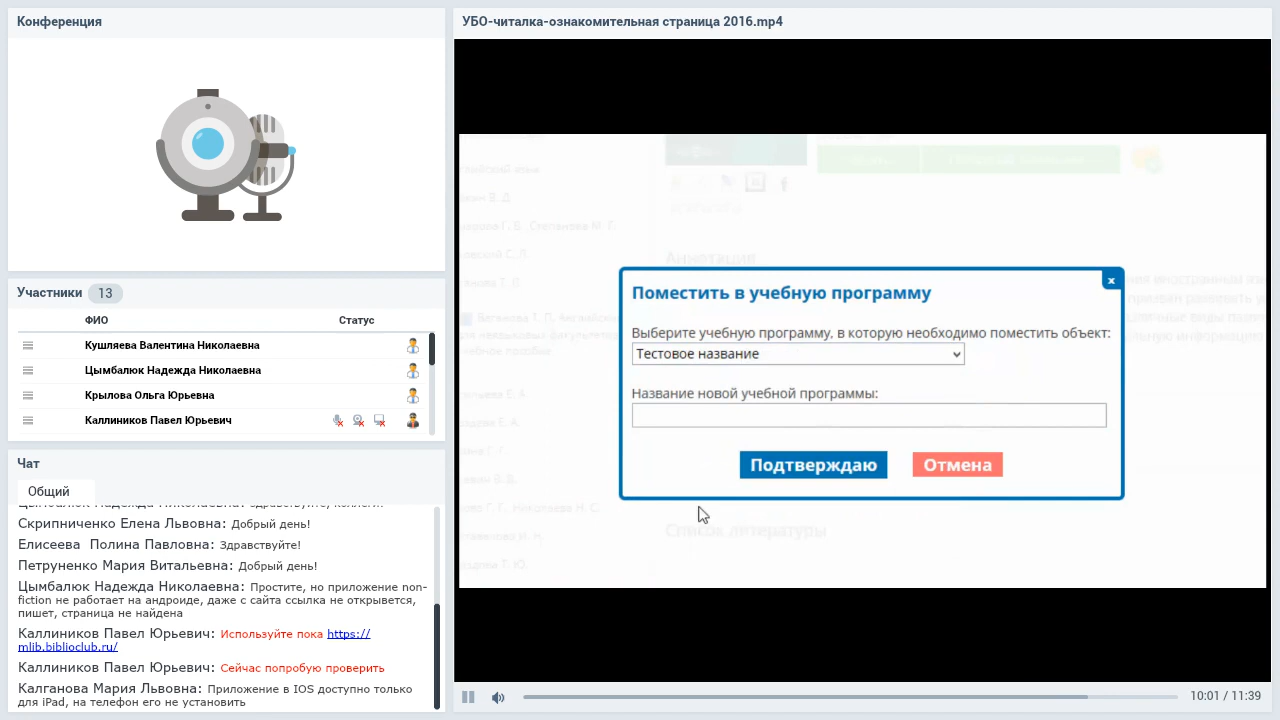 Конференция
УБО-читалка-ознакомительная страница 2016.mp4
Участники 13
ФИО Статус
Кушляева Валентина Николаевна
Цымбалюк Надежда Николаевна
Крылова Ольга Юрьевна
Каллиников Павел Юрьевич
Чат
Общий
Скрипниченко Елена Львовна: Добрый день!
Елисеева Полина Павловна: Здравствуйте!
Петруненко Мария Витальевна: Добрый день!
Цымбалюк Надежда Николаевна: Простите, но приложение non-
fiction не работает на андроиде, даже с сайта ссылка не открывется,
пишет, страница не найдена
Каллиников Павел Юрьевич: Используйте пока https://
mlib.biblioclub.ru/
Каллиников Павел Юрьевич: Сейчас попробую проверить
Калганова Мария Львовна: Приложение в IOS доступно только
для iPad, на телефон его не установить
Аннотация
Поместить в учебную программу
x
Выберите учебную программу, в которую необходимо поместить объект:
Тестовое название
Название новой учебной программы:
Подтверждаю Отмена
Список литературы
10:01 / 11:39